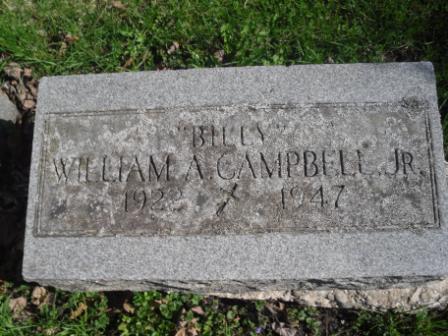 "BILLY"
WILLIAM A. CAMPBELL, JR.
1922 1947